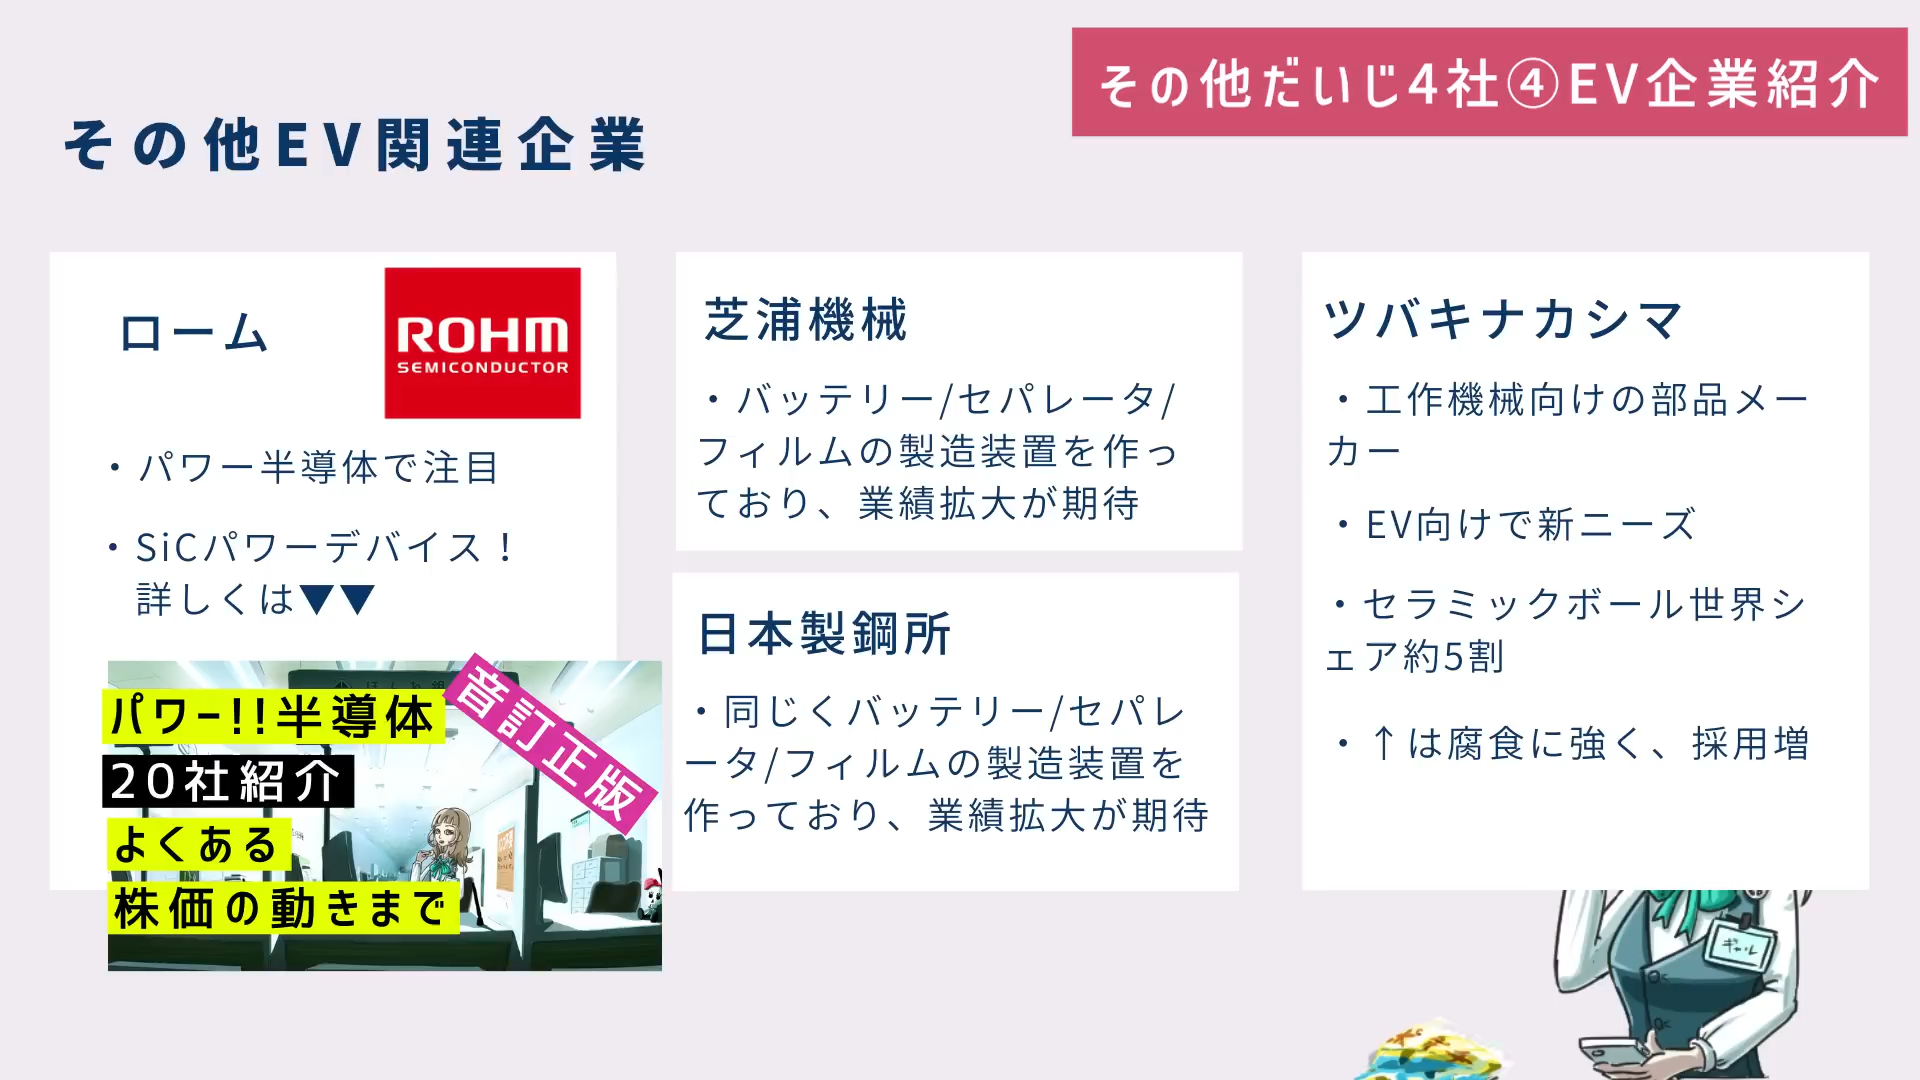 その他だいじ4社④EV企業紹介
その他EV関連企業
ローム
ROHM
SEMICONDUCTOR
・パワー半導体で注目
・SiCパワーデバイス！
詳しくは▼▼
パワー!!半導体
20社紹介
よくある
株価の動きまで
音訂正版
芝浦機械
・バッテリー/セパレータ/
フィルムの製造装置を作っ
ており、業績拡大が期待
日本製鋼所
・同じくバッテリー/セパレ
ータ/フィルムの製造装置を
作っており、業績拡大が期待
ツバキナカシマ
・工作機械向けの部品メー
カー
・EV向けで新ニーズ
・セラミックボール世界シ
ェア約5割
・↑は腐食に強く、採用増
ギャル